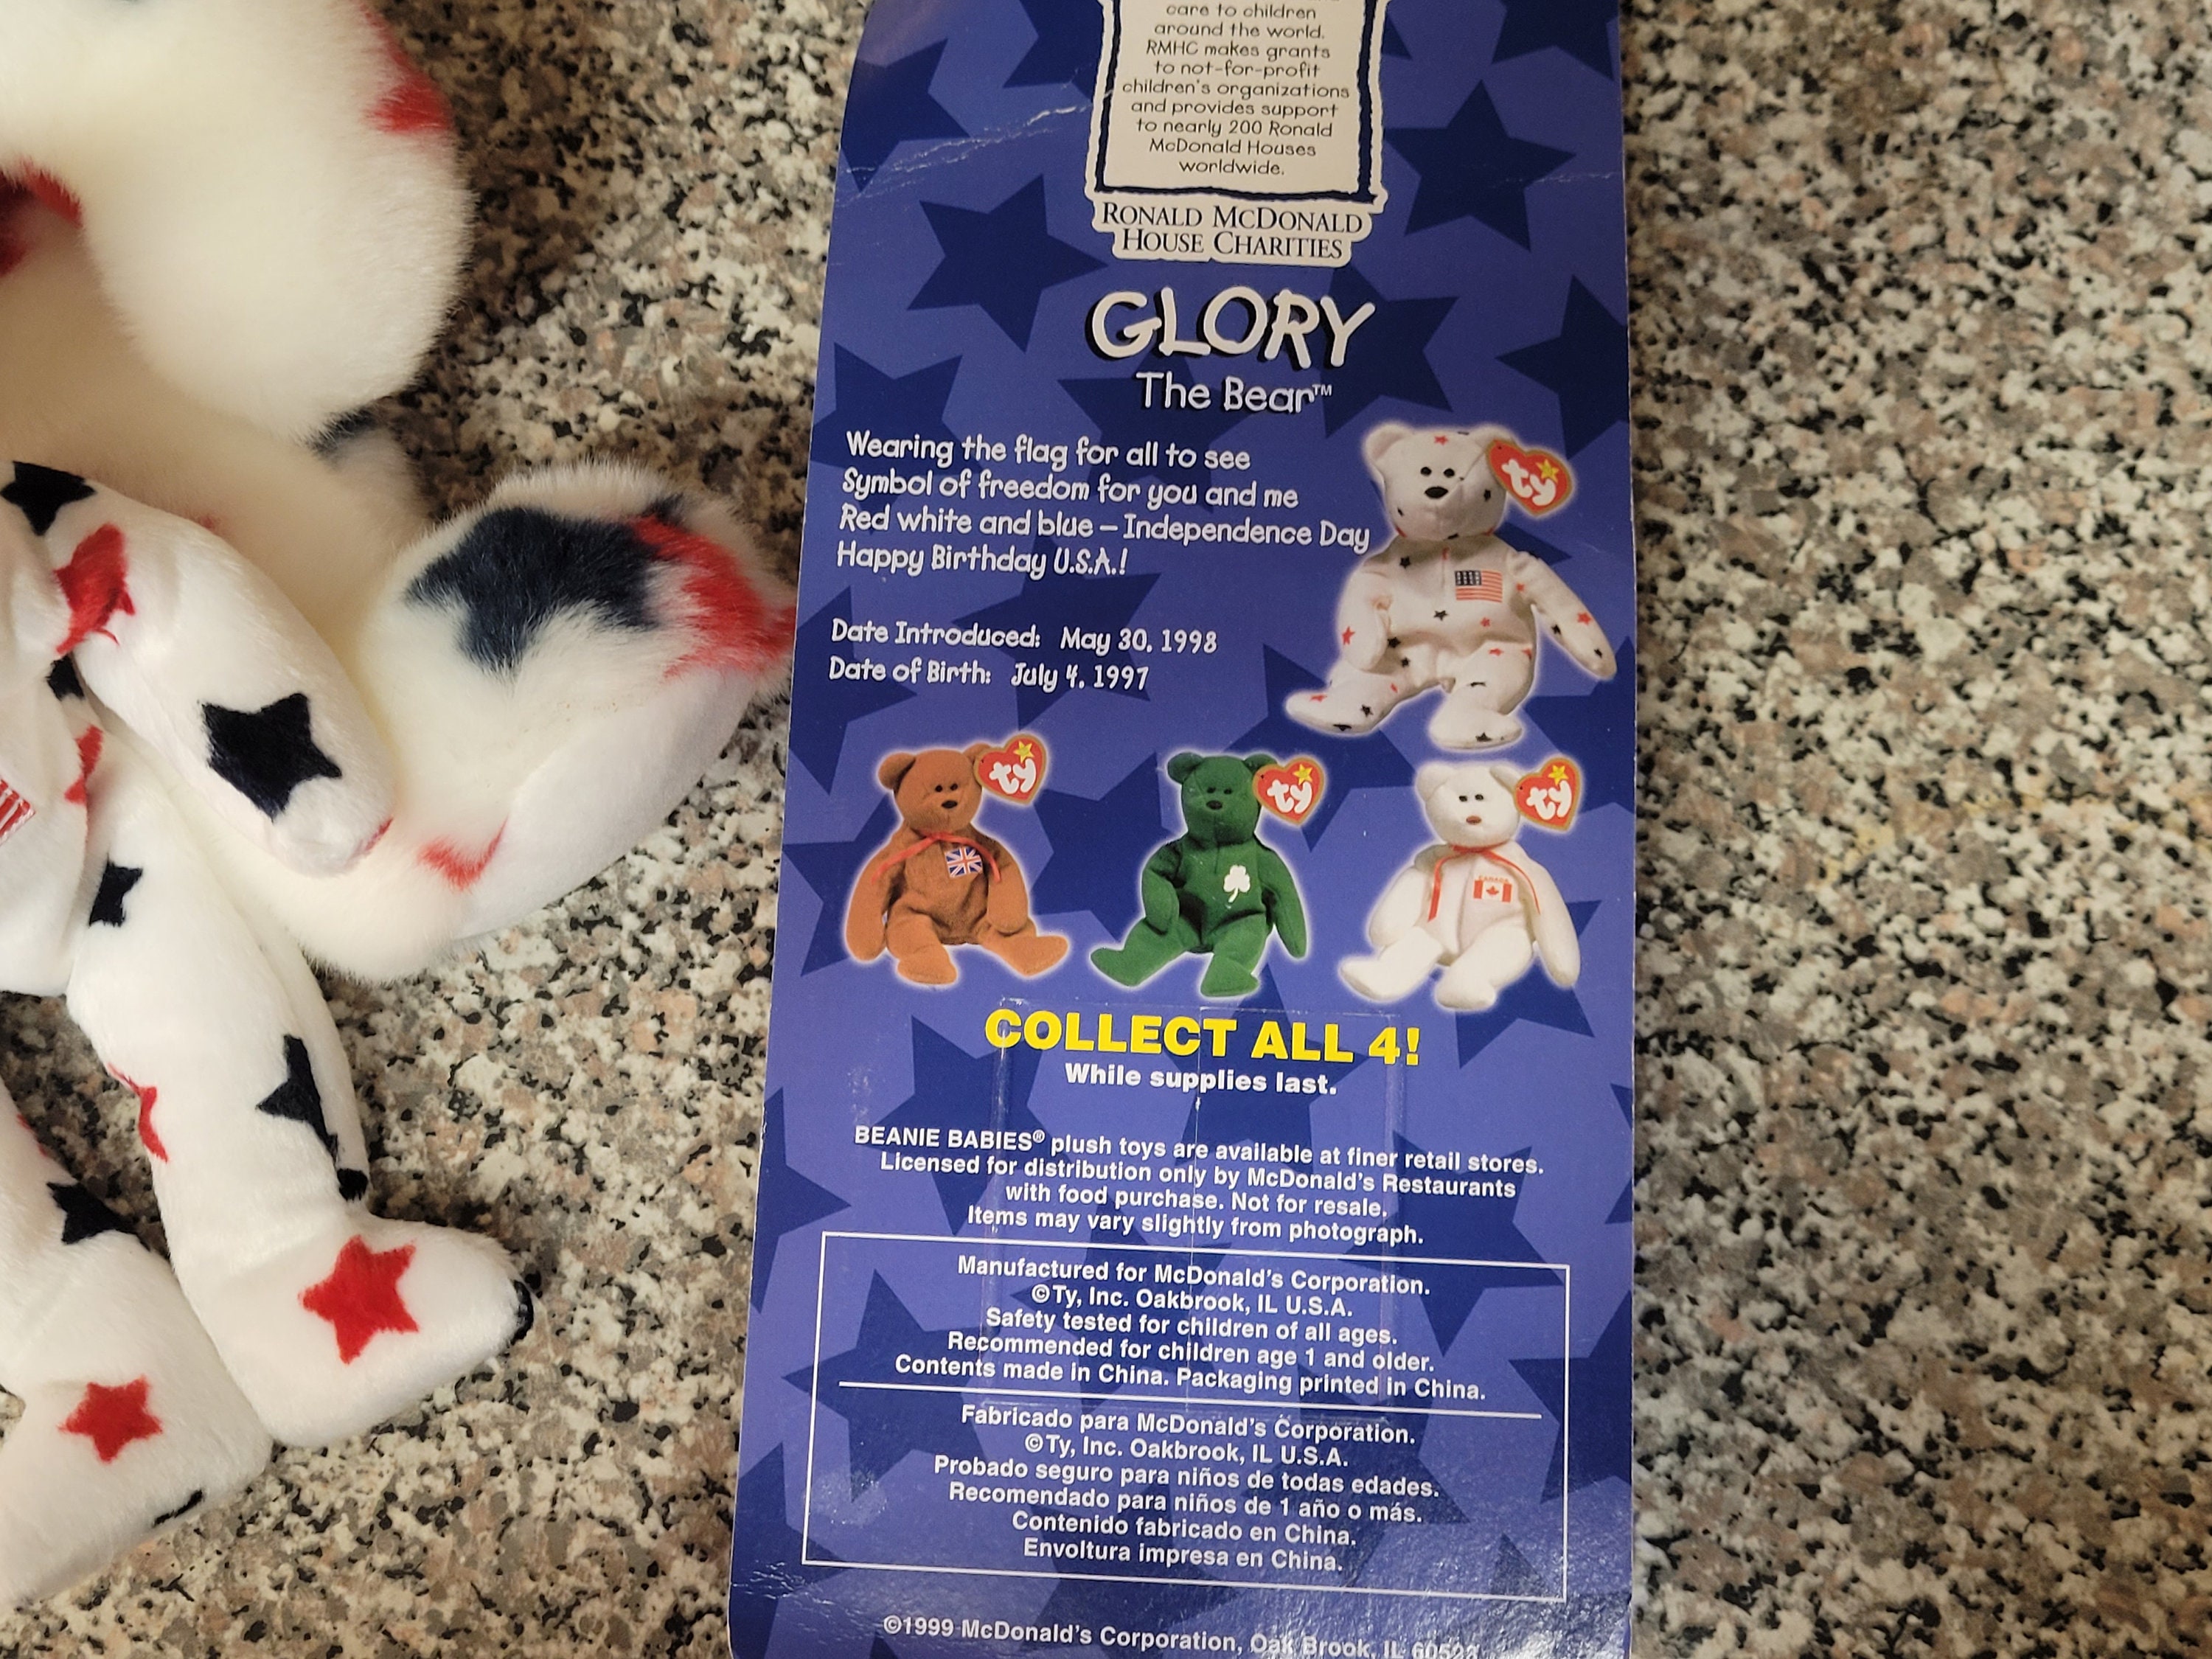 care to children
around the world.
RMHC makes grants
to not-for-profit
children's organizations
and provides support
to nearly 200 Ronald
McDonald Houses
worldwide.
RONALD MCDONALD
HOUSE CHARITIES
GLORY
The Bear™
Wearing the flag for all to see
Symbol of freedom for you and me
Red white and blue – Independence Day
Happy Birthday U.S.A.!
Date Introduced: May 30, 1998
Date of Birth: July 4, 1997
ty
ty
ty
ty
CANADA
COLLECT ALL 4!
While supplies last.
BEANIE BABIES® plush toys are available at finer retail stores.
Licensed for distribution only by McDonald's Restaurants
with food purchase. Not for resale.
Items may vary slightly from photograph.
Manufactured for McDonald's Corporation.
©Ty, Inc. Oakbrook, IL U.S.A.
Safety tested for children of all ages.
Recommended for children age 1 and older.
Contents made in China. Packaging printed in China.
Fabricado para McDonald's Corporation.
©Ty, Inc. Oakbrook, IL U.S.A.
Probado seguro para niños de todas edades.
Recomendado para niños de 1 año o más.
Contenido fabricado en China.
Envoltura impresa en China.
©1999 McDonald's Corporation, Oak Brook, IL 60523